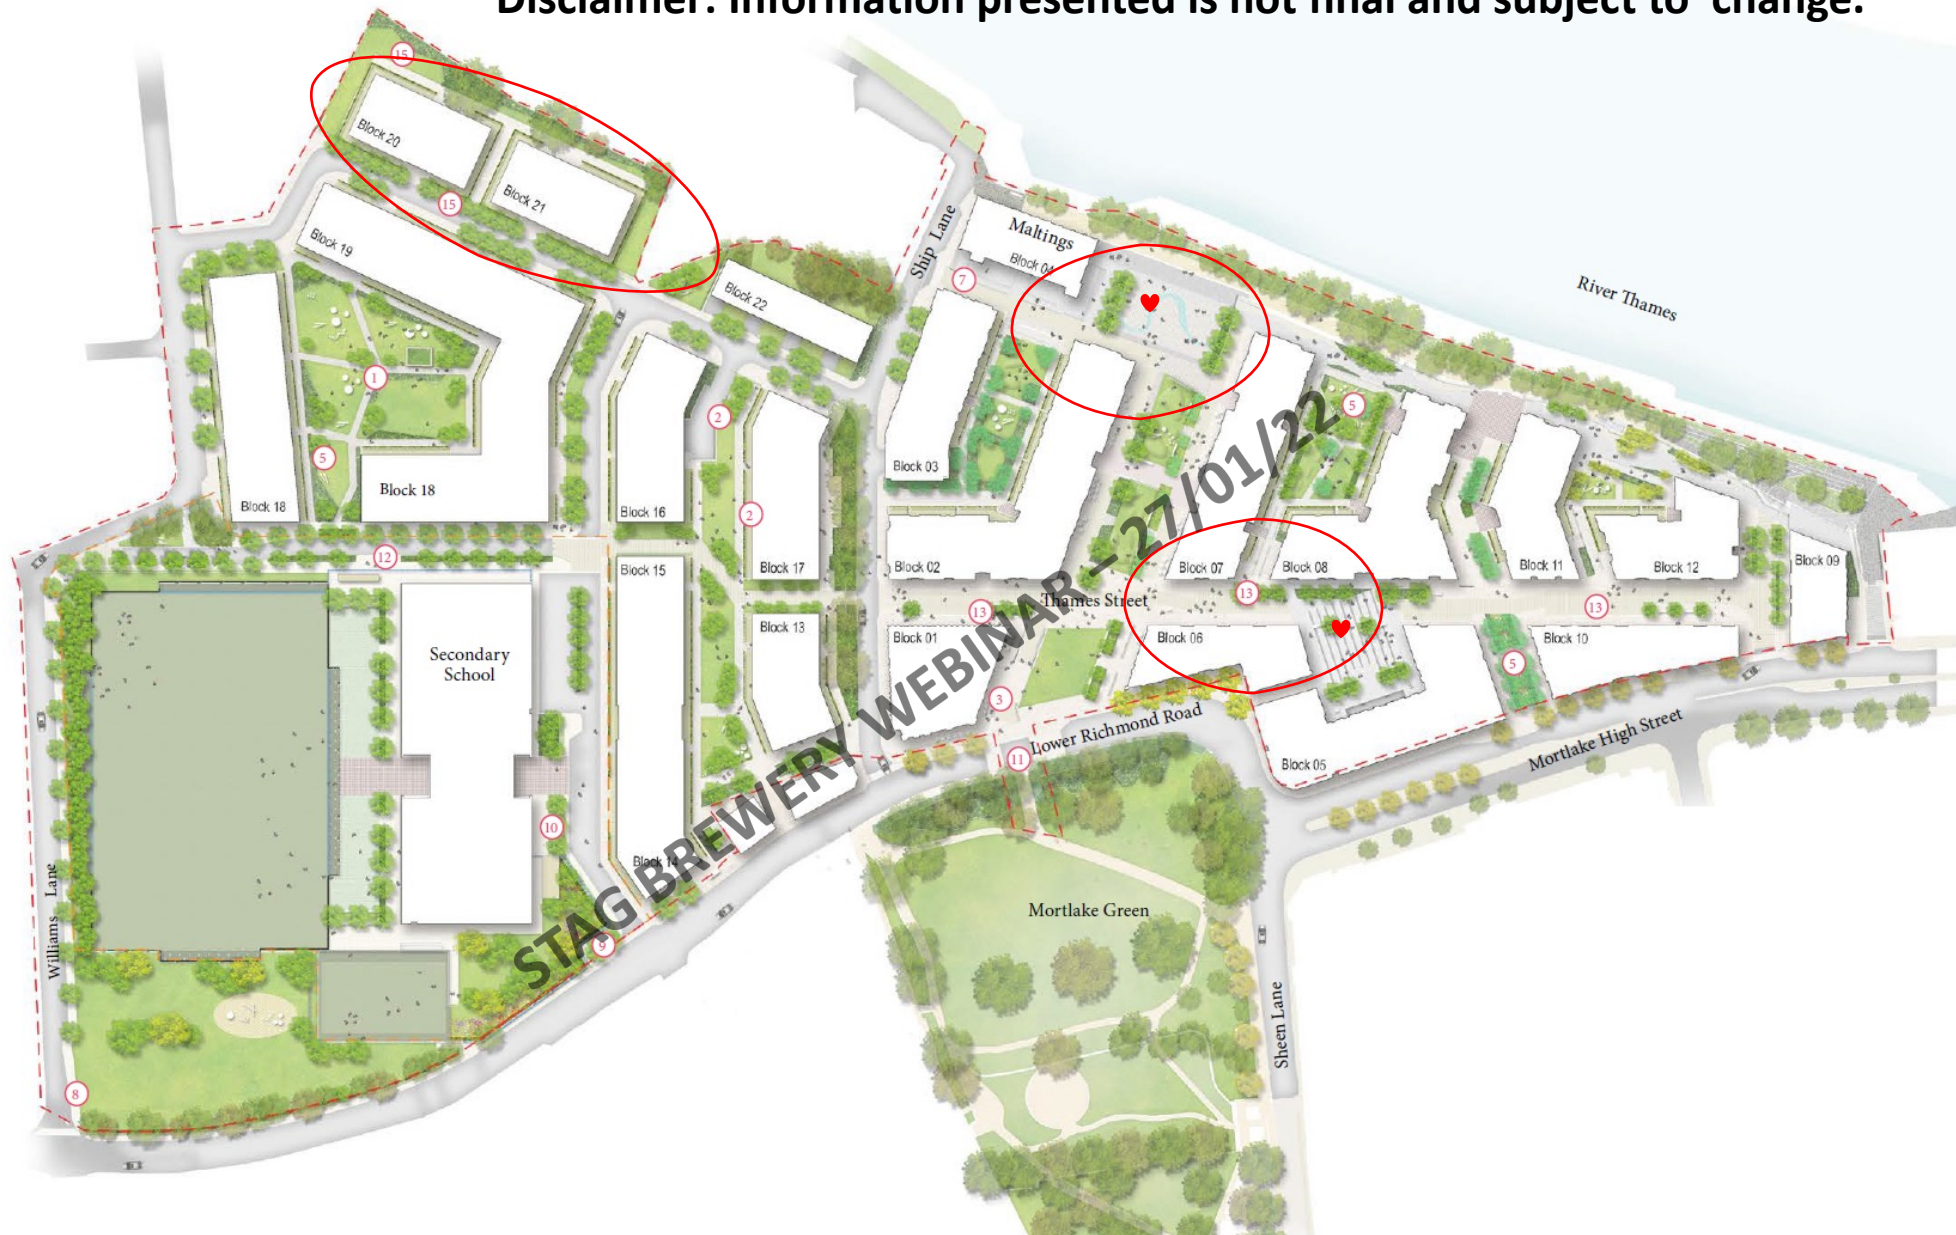 Disclaimer: Information presented is not final and subject to change.
15
Block 20
Block 21
15
Block 19
Block 22
Ship Lane
Maltings
Block 04
7
River Thames
1
5
Block 18
Block 18
2
2
Block 16
Block 17
Block 03
Block 02
5
Block 07
Block 08
Block 11
Block 12
Block 09
12
Block 15
Block 13
13
Thames Street
13
13
Block 01
Block 06
Block 10
5
3
Secondary
School
10
Block 14
11
Lower Richmond Road
Block 05
Mortlake High Street
Williams Lane
9
Mortlake Green
Sheen Lane
8
STAG BREWERY WEBINAR – 27/01/22